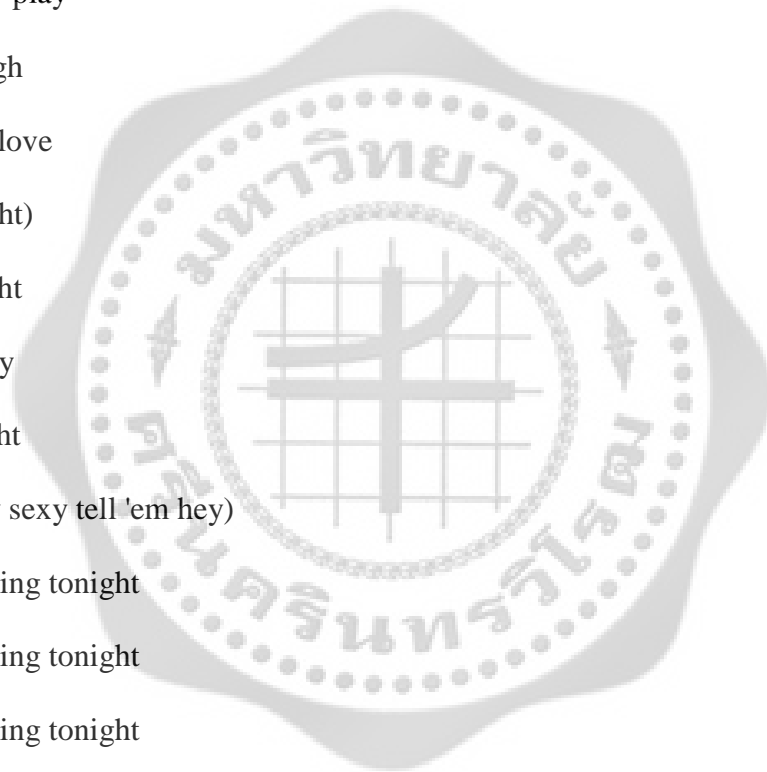 play
gh
love
ht)
ht
y
ht
sexy tell 'em hey)
ing tonight
ing tonight
ing tonight
มหาวิทยาลัย
ศรีนครินทรวิโรฒ